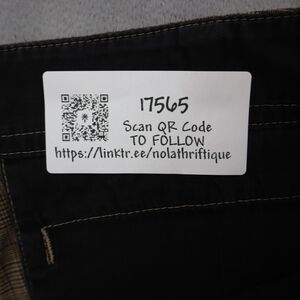 17565
Scan QR Code
TO FOLLOW
https://linktr.ee/nolathriftique